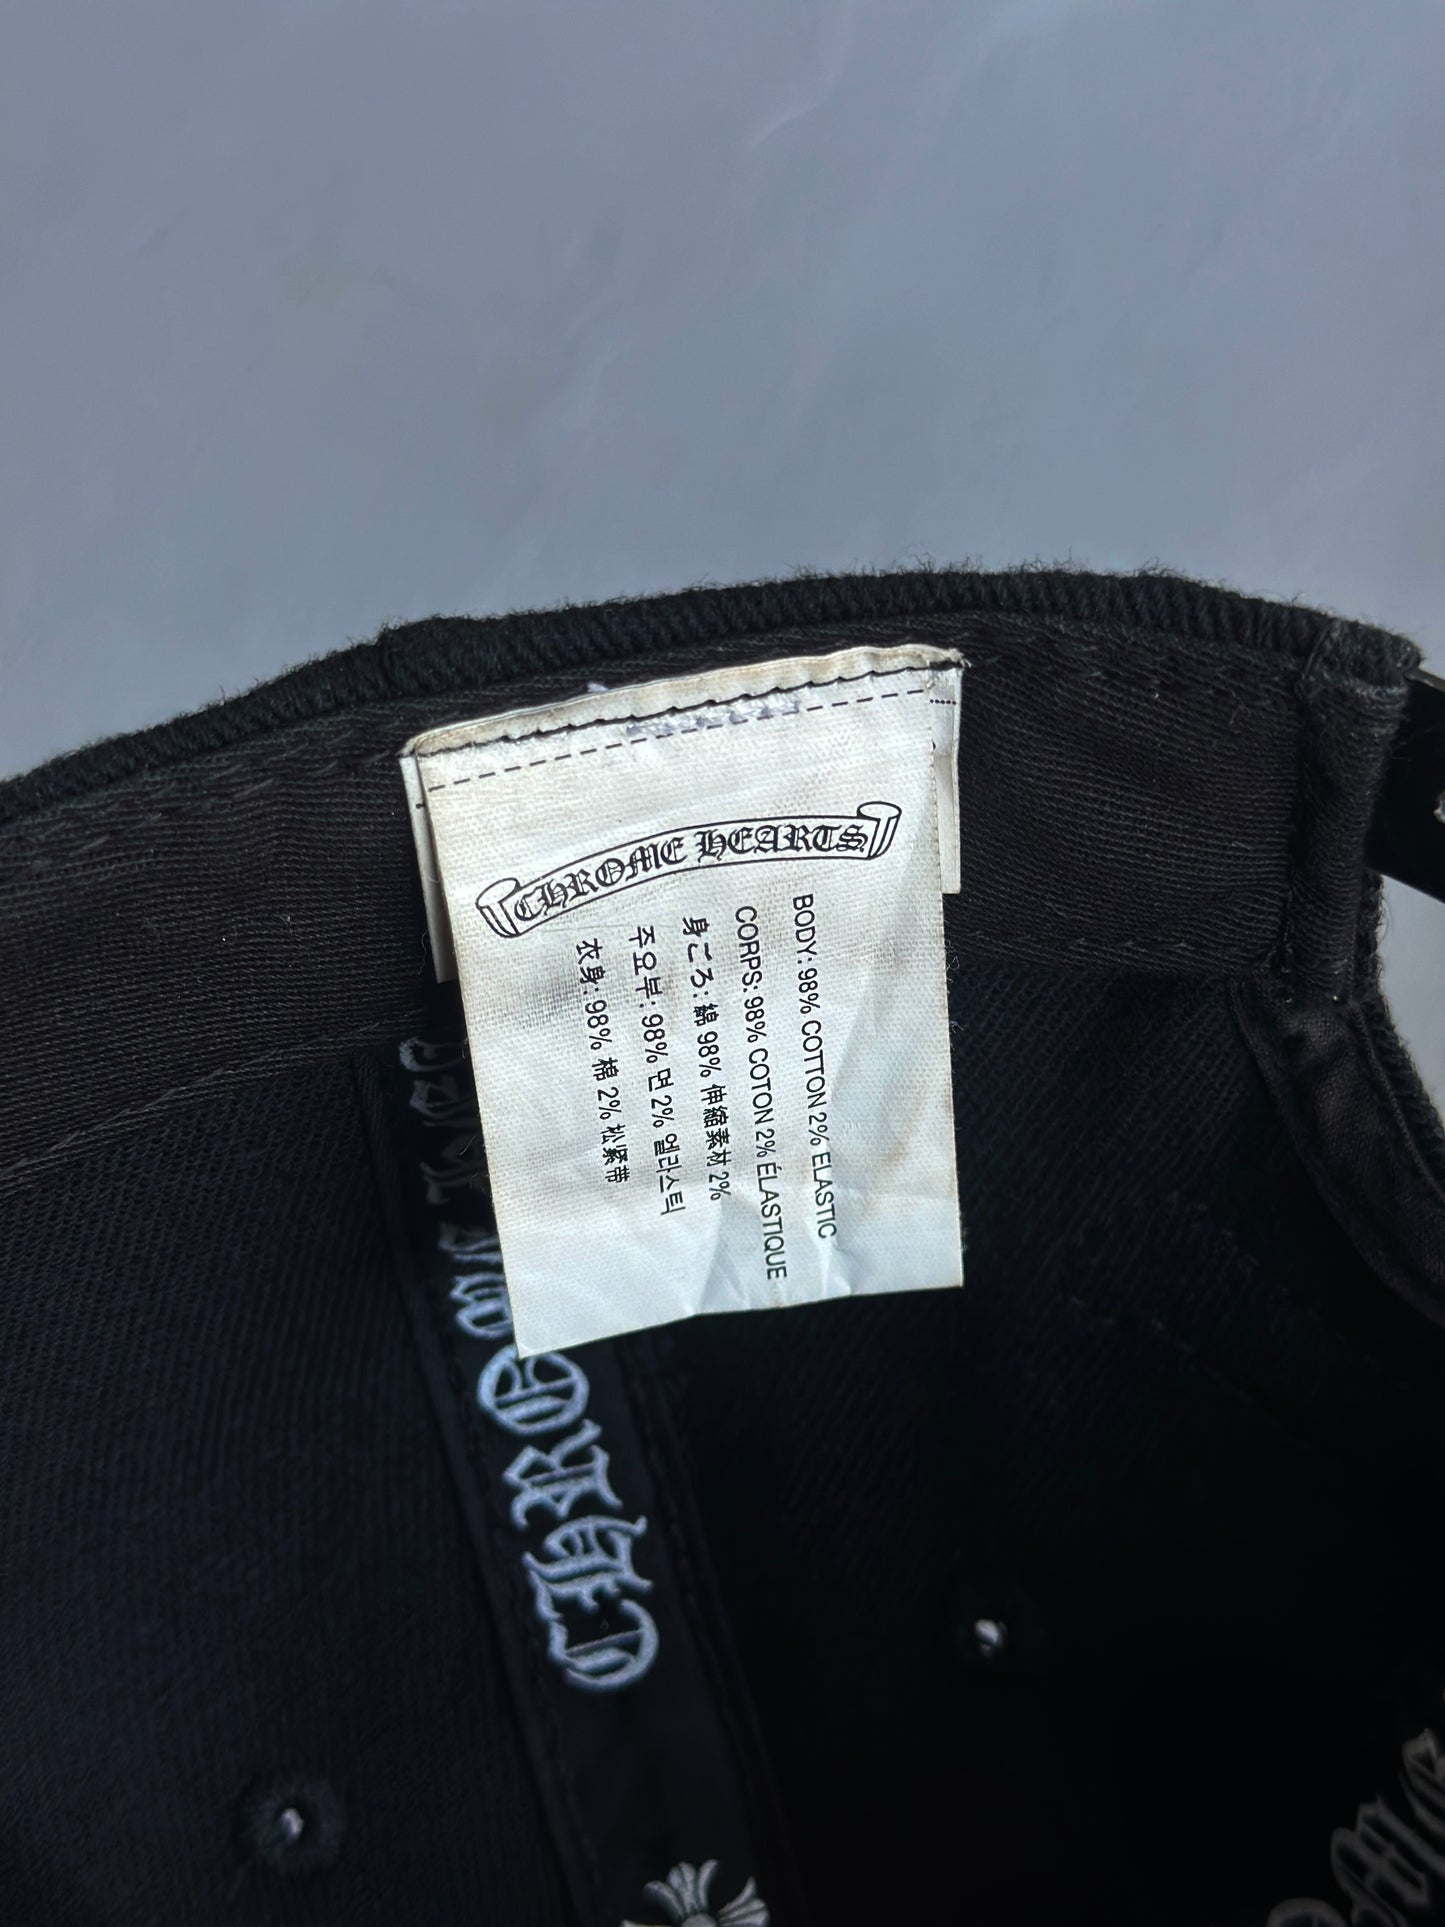 CHROME HEARTS
BODY: 98% COTTON 2% ELASTIC
CORPS: 98% COTON 2% ÉLASTIQUE
身ごろ: 綿 98% 伸縮素材 2%
주요부: 98% 면 2% 엘라스틱
衣身: 98% 棉 2% 松紧带
CHROME